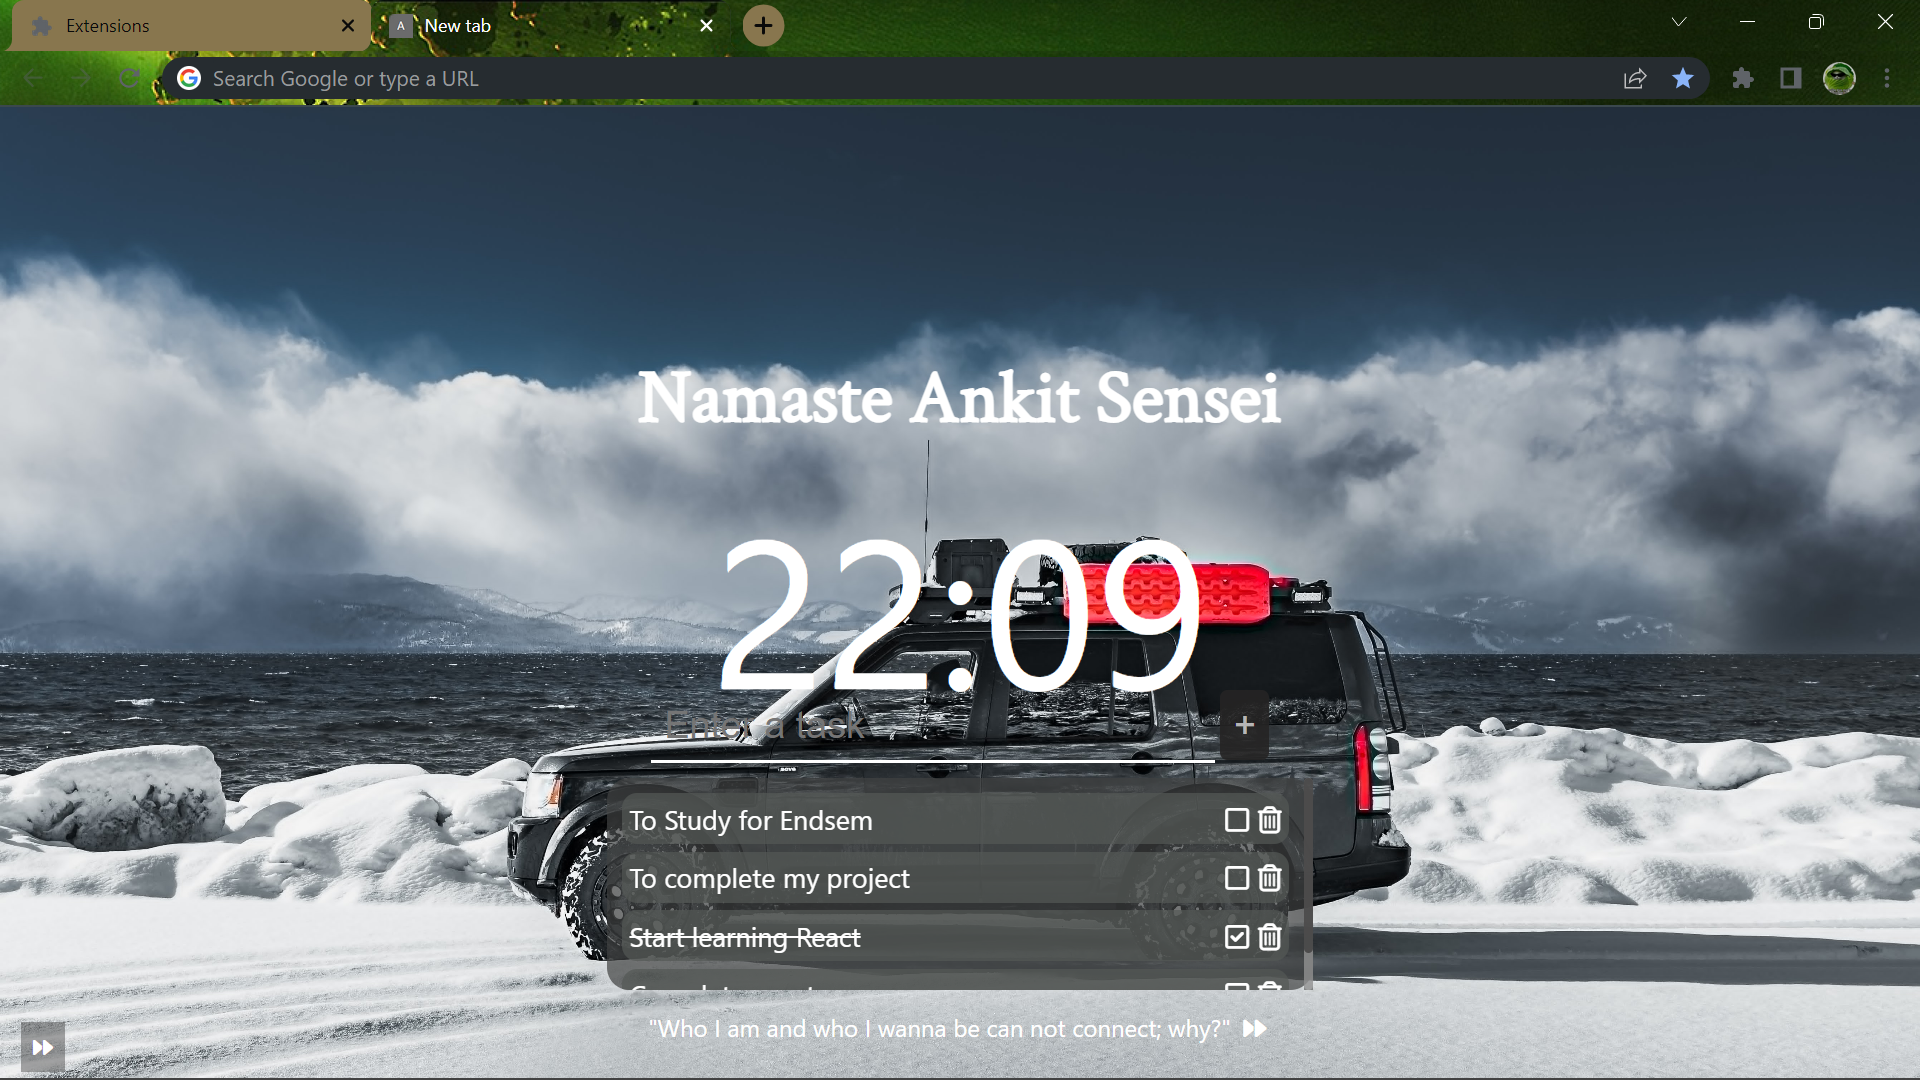 Extensions
A New tab
Search Google or type a URL
Namaste Ankit Sensei
22:09
Enter a task
To Study for Endsem
To complete my project
Start learning React
"Who I am and who I wanna be can not connect; why?"